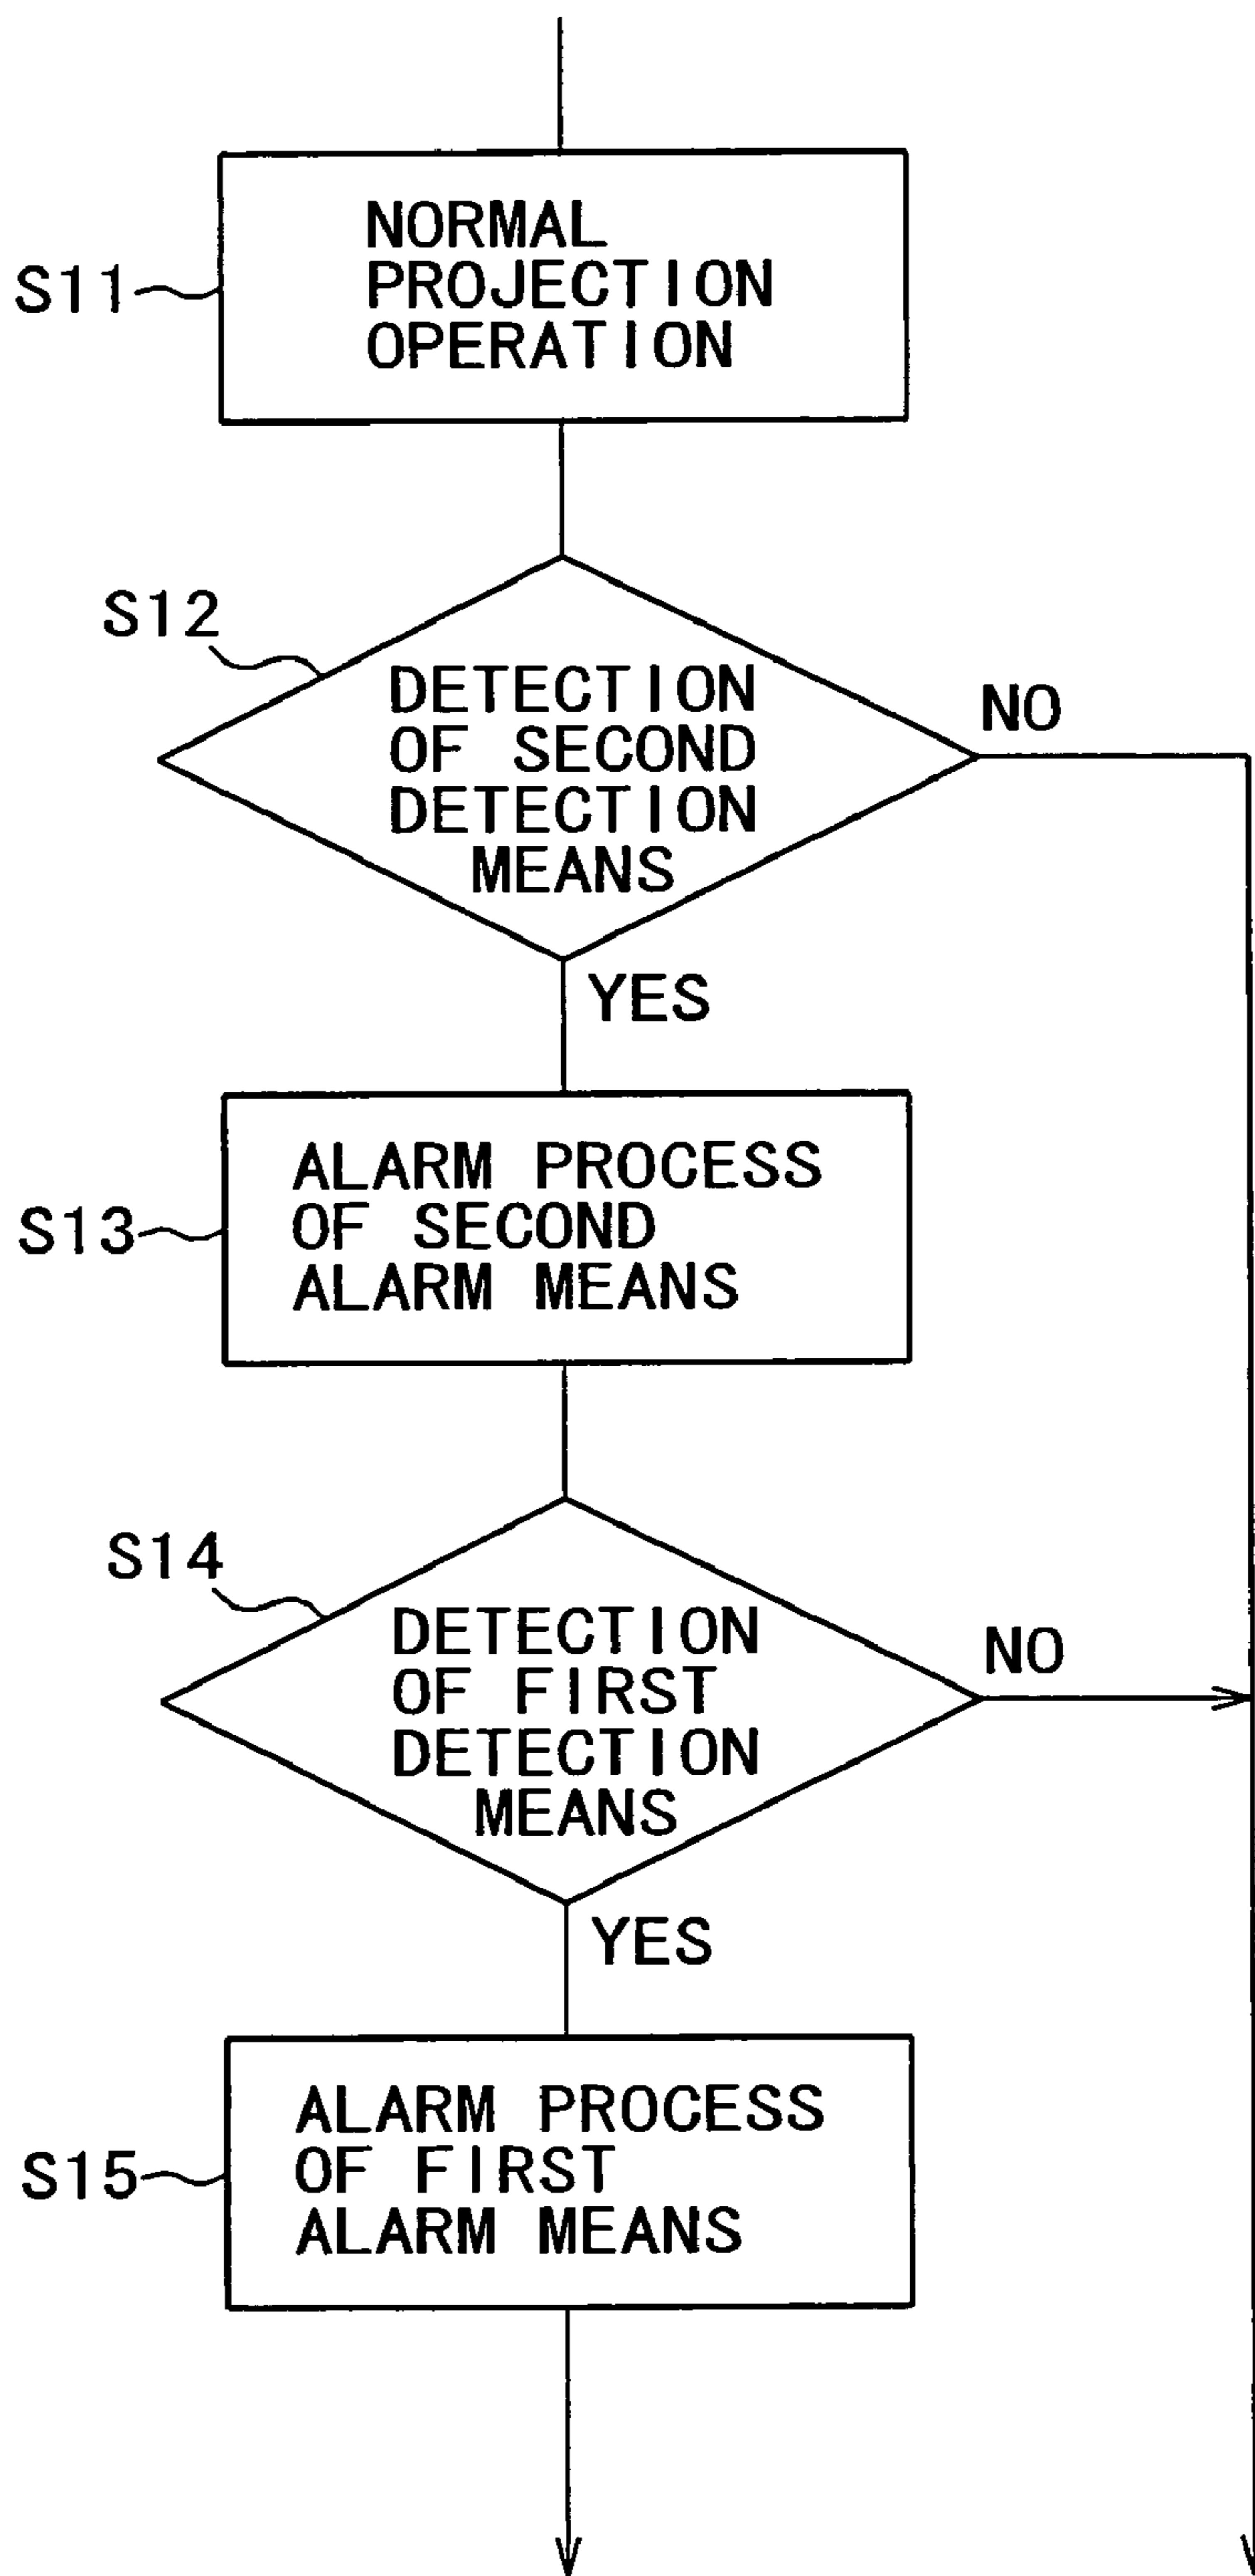 NORMAL
PROJECTION
OPERATION
S11
S12
DETECTION
OF SECOND
DETECTION
MEANS
NO
YES
ALARM PROCESS
OF SECOND
ALARM MEANS
S13
S14
DETECTION
OF FIRST
DETECTION
MEANS
NO
YES
ALARM PROCESS
OF FIRST
ALARM MEANS
S15